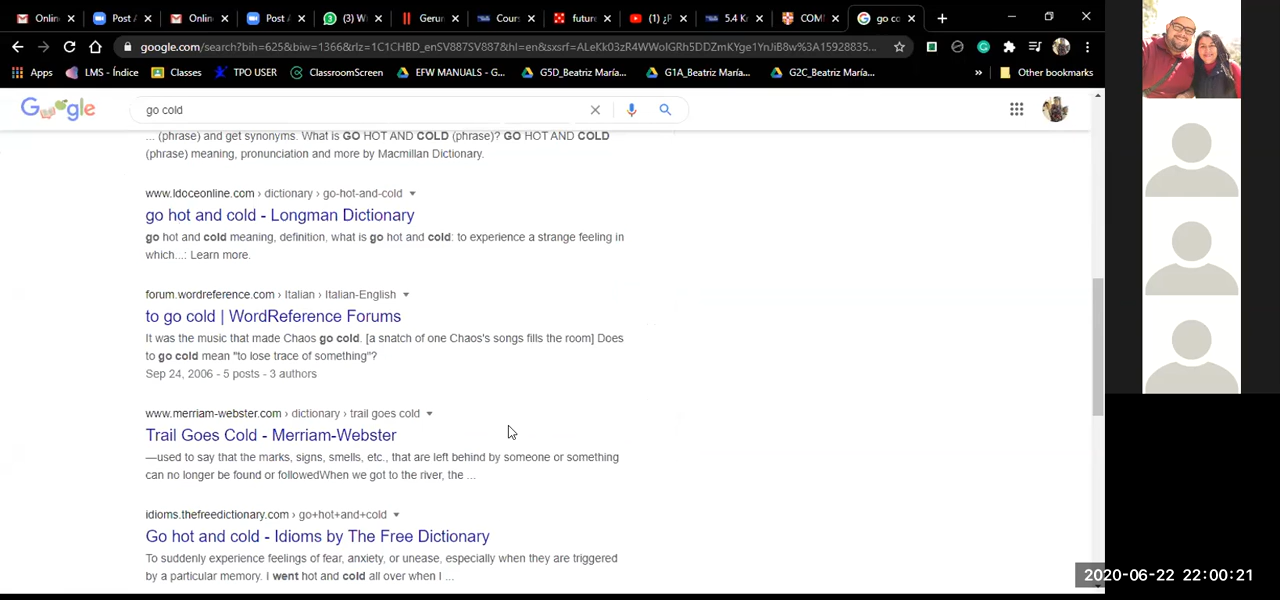 Onlin
Post A
Onlin
Post A
(3) W
Gerun
Cours
future
(1) ¿P
5.4 Kr
COM
go co
google.com/search?bih=625&biw=1366&rlz=1C1CHBD_enSV887SV887&hl=en&sxsrf=ALeKk03zR4WWoIGRh5DDZmKYge1YnJiB8w%3A15928835...
Apps
LMS - Índice
Classes
TPO USER
ClassroomScreen
EFW MANUALS - G...
G5D_Beatriz María...
G1A_Beatriz María...
G2C_Beatriz María...
»
Other bookmarks
Google
go cold
... (phrase) and get synonyms. What is GO HOT AND COLD (phrase)? GO HOT AND COLD
(phrase) meaning, pronunciation and more by Macmillan Dictionary.
www.ldoceonline.com › dictionary › go-hot-and-cold
go hot and cold - Longman Dictionary
go hot and cold meaning, definition, what is go hot and cold: to experience a strange feeling in
which...: Learn more.
forum.wordreference.com › Italian › Italian-English
to go cold | WordReference Forums
It was the music that made Chaos go cold. [a snatch of one Chaos's songs fills the room] Does
to go cold mean "to lose trace of something"?
Sep 24, 2006 - 5 posts - 3 authors
www.merriam-webster.com › dictionary › trail goes cold
Trail Goes Cold - Merriam-Webster
—used to say that the marks, signs, smells, etc., that are left behind by someone or something
can no longer be found or followedWhen we got to the river, the ...
idioms.thefreedictionary.com › go+hot+and+cold
Go hot and cold - Idioms by The Free Dictionary
To suddenly experience feelings of fear, anxiety, or unease, especially when they are triggered
by a particular memory. I went hot and cold all over when I ...
2020-06-22 22:00:21